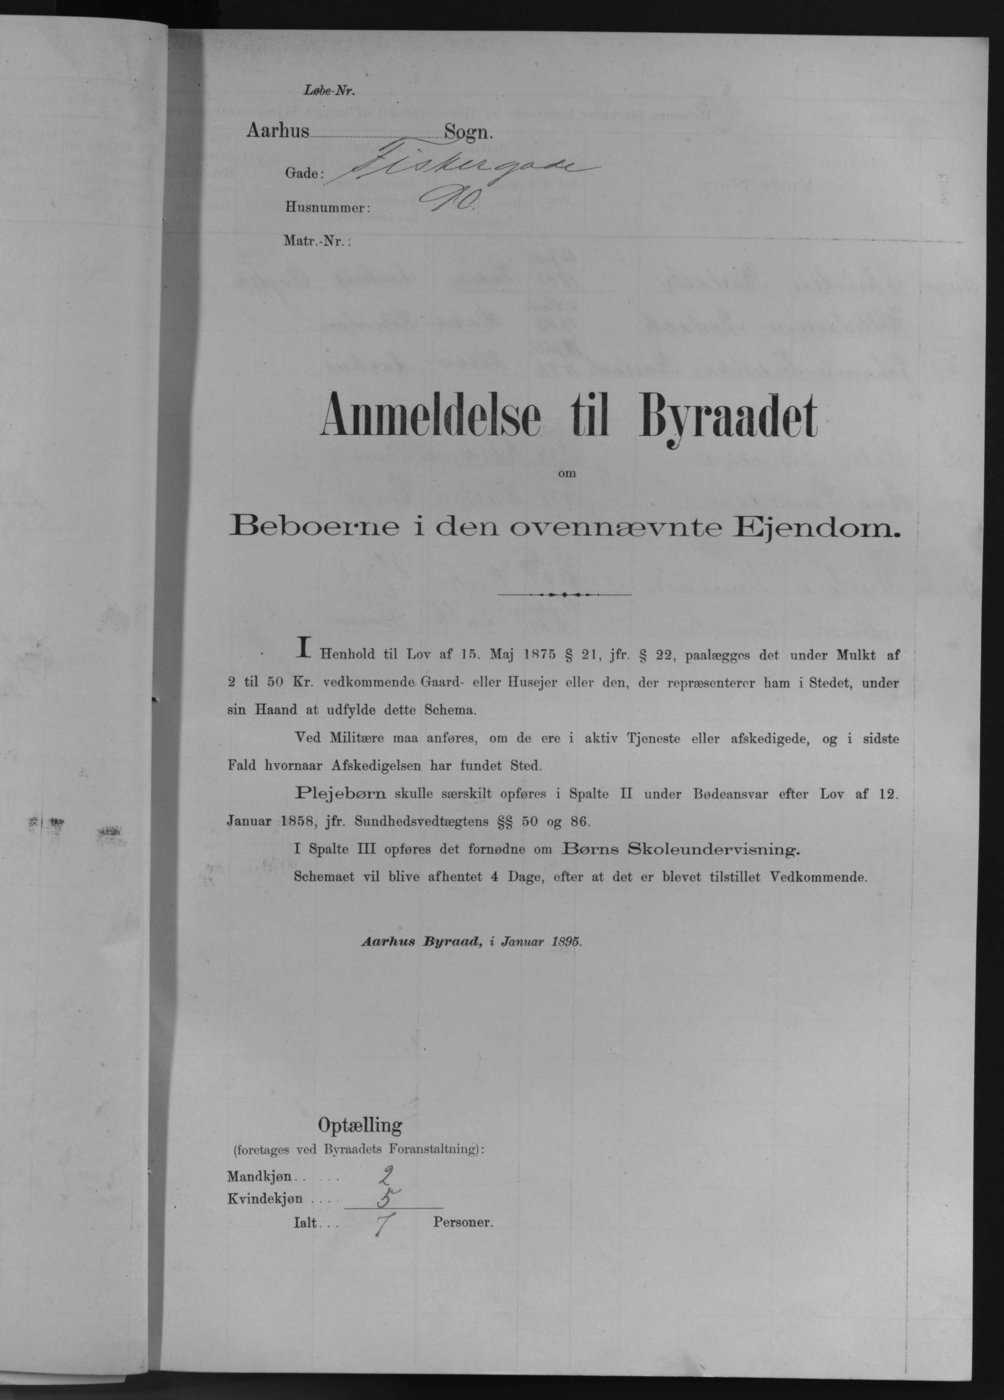 Løbe-Nr.
Aarhus Sogn.
Gade: Fiskergade
Husnummer: 90.
Matr.-Nr.:
Anmeldelse til Byraadet
om
Beboerne i den ovennævnte Ejendom.
I Henhold til Lov af 15. Maj 1875 § 21, jfr. § 22, paalægges det under Mulkt af
2 til 50 Kr. vedkommende Gaard- eller Husejer eller den, der repræsenterer ham i Stedet, under
sin Haand at udfylde dette Schema.
Ved Militære maa anføres, om de ere i aktiv Tjeneste eller afskedigede, og i sidste
Fald hvornaar Afskedigelsen har fundet Sted.
Plejebørn skulle særskilt opføres i Spalte II under Bødeansvar efter Lov af 12.
Januar 1858, jfr. Sundhedsvedtægtens §§ 50 og 86.
I Spalte III opføres det fornødne om Børns Skoleundervisning.
Schemaet vil blive afhentet 4 Dage, efter at det er blevet tilstillet Vedkommende.
Aarhus Byraad, i Januar 1895.
Optælling
(foretages ved Byraadets Foranstaltning):
Mandkjøn..... 2
Kvindekjøn.... 5
Ialt... 7 Personer.